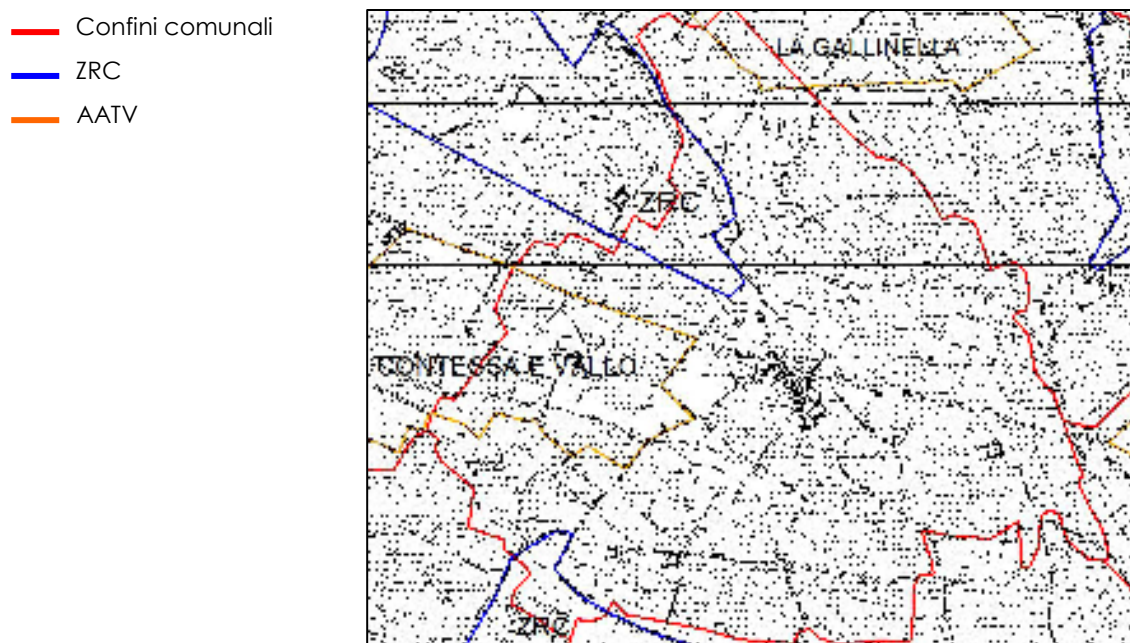 Confini comunali
ZRC
AATV
LA GALLINELLA
ZRC
CONTESSA E VALLO
ZRC